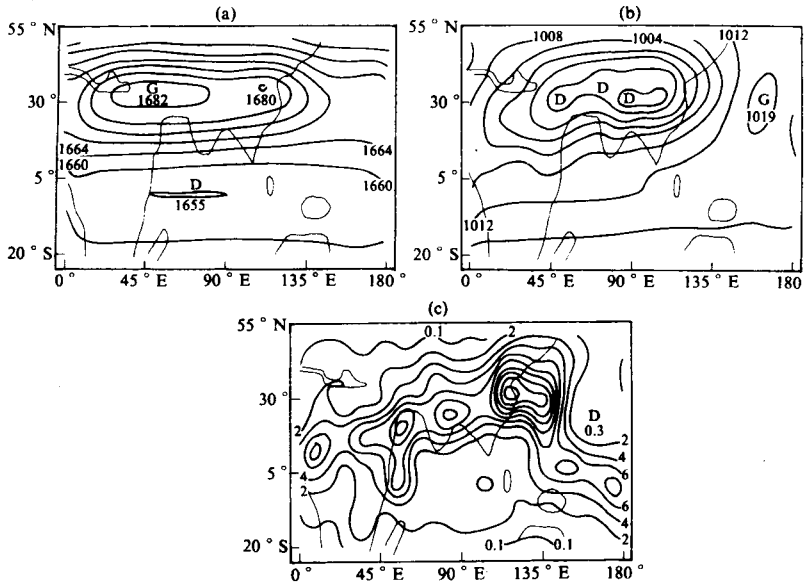 (a)
55 ° N
30 °
5 °
20 ° S
G
1682
1680
1664
1660
1664
1660
D
1655
0 °
45 ° E
90 ° E
135 ° E
180 °
(b)
55 ° N
30 °
5 °
20 ° S
1008
1004
1012
D
D
D
G
1019
1012
0 °
45 ° E
90 ° E
135 ° E
180 °
(c)
55 ° N
30 °
5 °
20 ° S
0.1
2
D
0.3
2
4
2
2
4
6
6
4
2
0.1
0.1
0 °
45 ° E
90 ° E
135 ° E
180 °